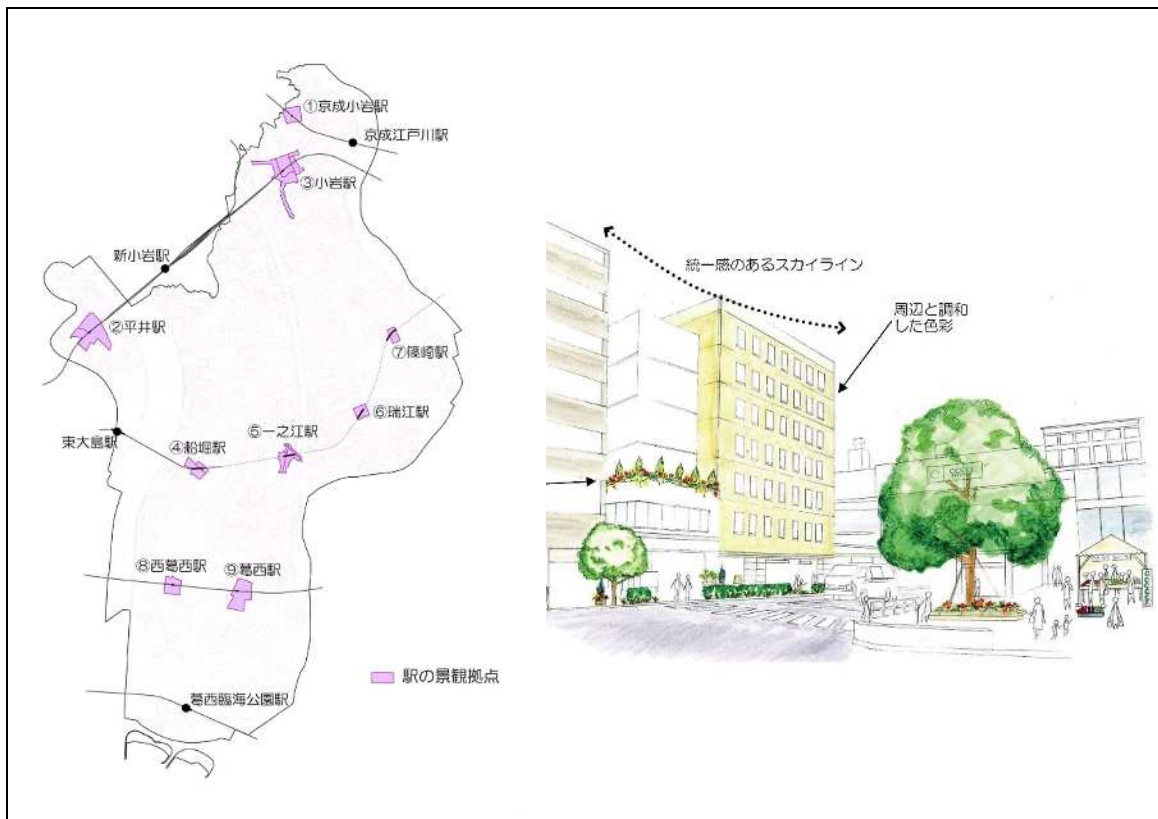 ①京成小岩駅
京成江戸川駅
③小岩駅
新小岩駅
②平井駅
⑦篠崎駅
⑥瑞江駅
⑤一之江駅
東大島駅
④船堀駅
⑧西葛西駅
⑨葛西駅
駅の景観拠点
葛西臨海公園駅
統一感のあるスカイライン
周辺と調和
した色彩